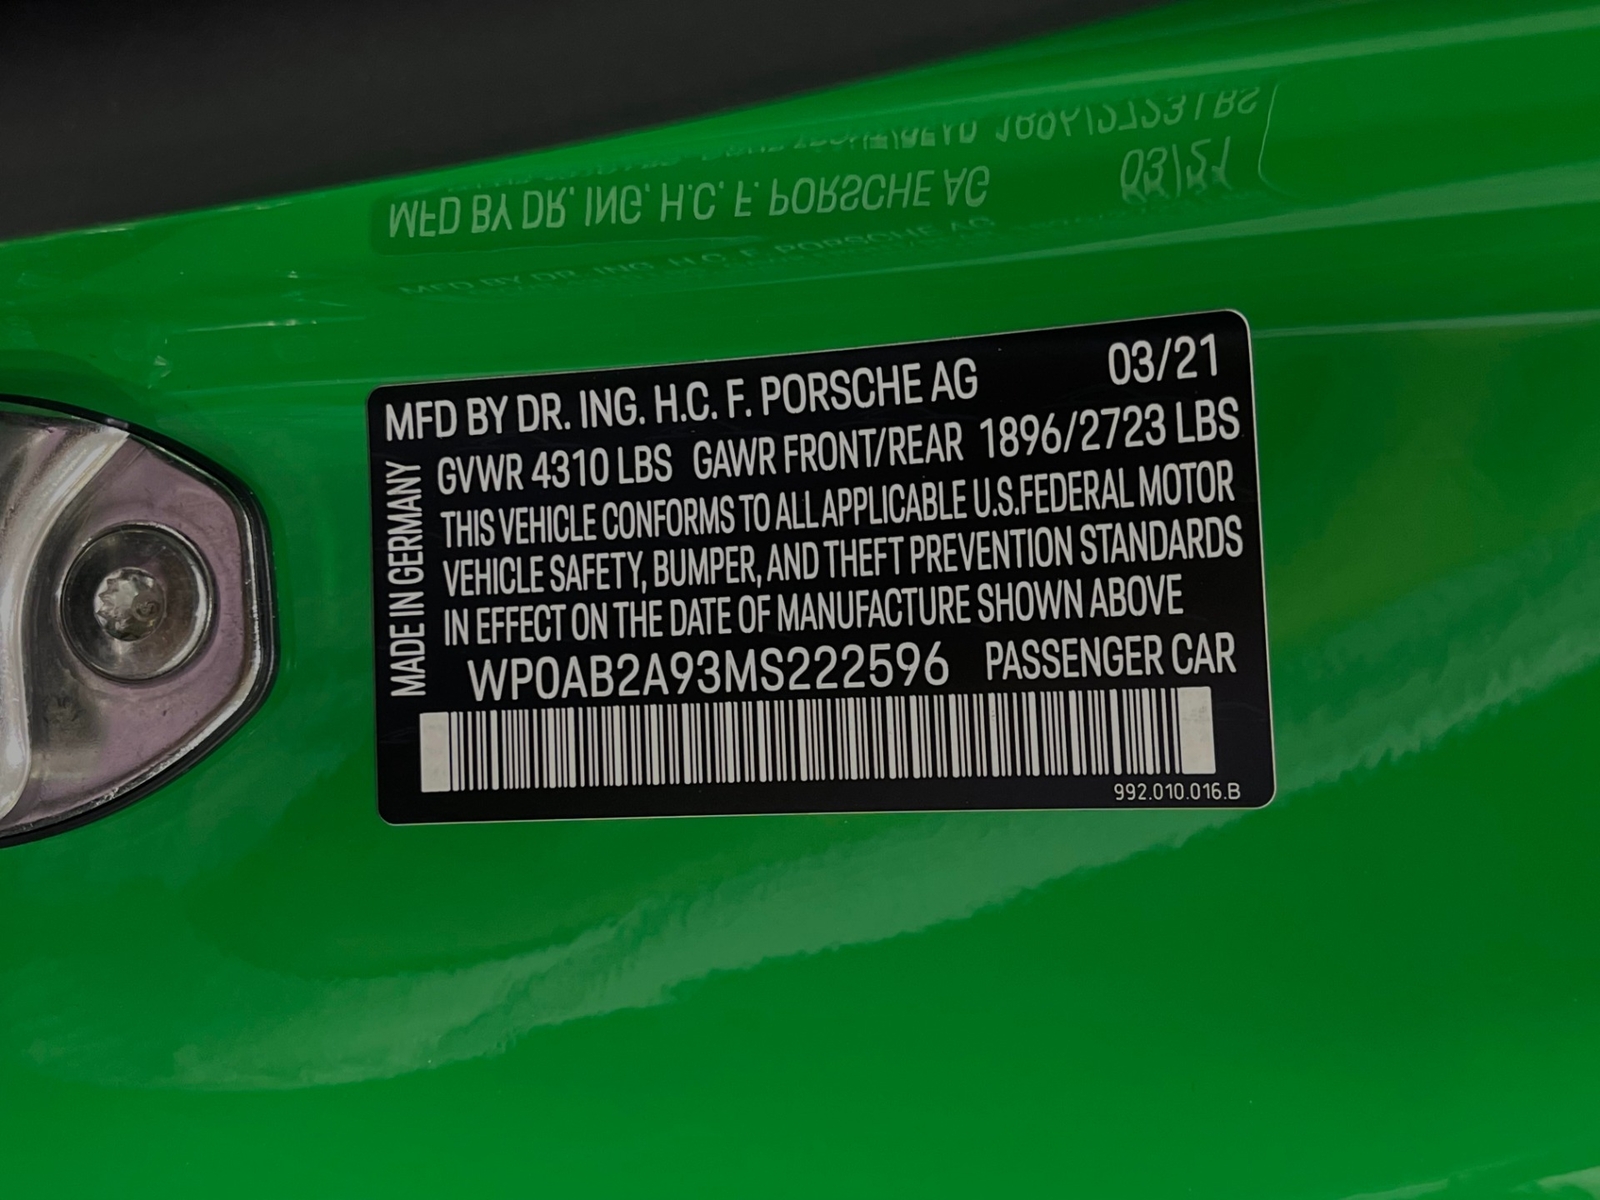 MFD BY DR. ING. H.C. F. PORSCHE AG 03/21
GVWR 4310 LBS GAWR FRONT/REAR 1896/2723 LBS
THIS VEHICLE CONFORMS TO ALL APPLICABLE U.S.FEDERAL MOTOR
VEHICLE SAFETY, BUMPER, AND THEFT PREVENTION STANDARDS
IN EFFECT ON THE DATE OF MANUFACTURE SHOWN ABOVE
WP0AB2A93MS222596 PASSENGER CAR
MADE IN GERMANY
992.010.016.B